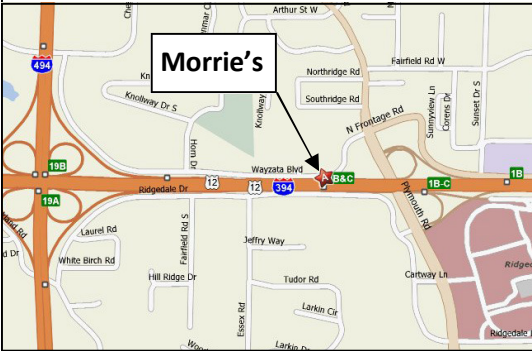 Arthur St W
Fairfield Rd W
494
Morrie's
Northridge Rd
Knollway Dr S
Southridge Rd
N Frontage Rd
Sunnyview Ln
Corens Dr
Sunset Dr S
Horn Dr
19B
Wayzata Blvd
A
B&C
1B-C
1B
Ridgedale Dr
12
12
394
19A
Plymouth Rd
Laurel Rd
Fairfield Rd S
Jeffry Way
White Birch Rd
Hill Ridge Dr
Tudor Rd
Cartway Ln
Essex Rd
Larkin Cir